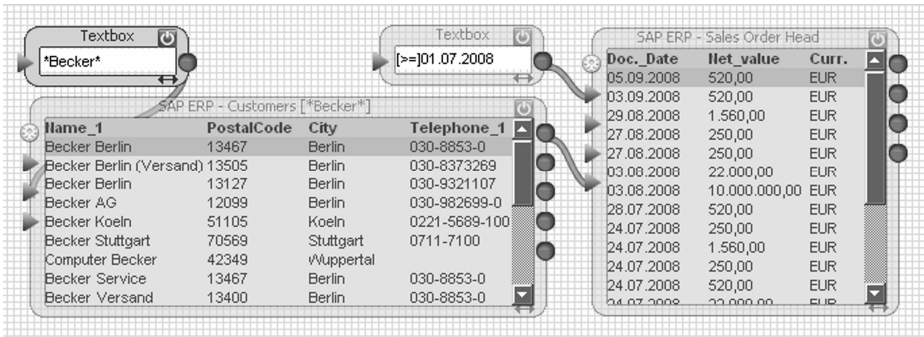 Textbox
*Becker*
Textbox
[>=]01.07.2008
SAP ERP - Customers [*Becker*]
Name_1 PostalCode City Telephone_1
Becker Berlin 13467 Berlin 030-8853-0
Becker Berlin (Versand) 13505 Berlin 030-8373269
Becker Berlin 13127 Berlin 030-9321107
Becker AG 12099 Berlin 030-982699-0
Becker Koeln 51105 Koeln 0221-5689-100
Becker Stuttgart 70569 Stuttgart 0711-7100
Computer Becker 42349 Wuppertal
Becker Service 13467 Berlin 030-8853-0
Becker Versand 13400 Berlin 030-8853-0
SAP ERP - Sales Order Head
Doc._Date Net_value Curr.
05.09.2008 520,00 EUR
03.09.2008 520,00 EUR
29.08.2008 1.560,00 EUR
27.08.2008 250,00 EUR
27.08.2008 250,00 EUR
03.08.2008 22.000,00 EUR
03.08.2008 10.000.000,00 EUR
28.07.2008 520,00 EUR
24.07.2008 520,00 EUR
24.07.2008 1.560,00 EUR
24.07.2008 250,00 EUR
24.07.2008 520,00 EUR
24.07.2008 22.000,00 EUR